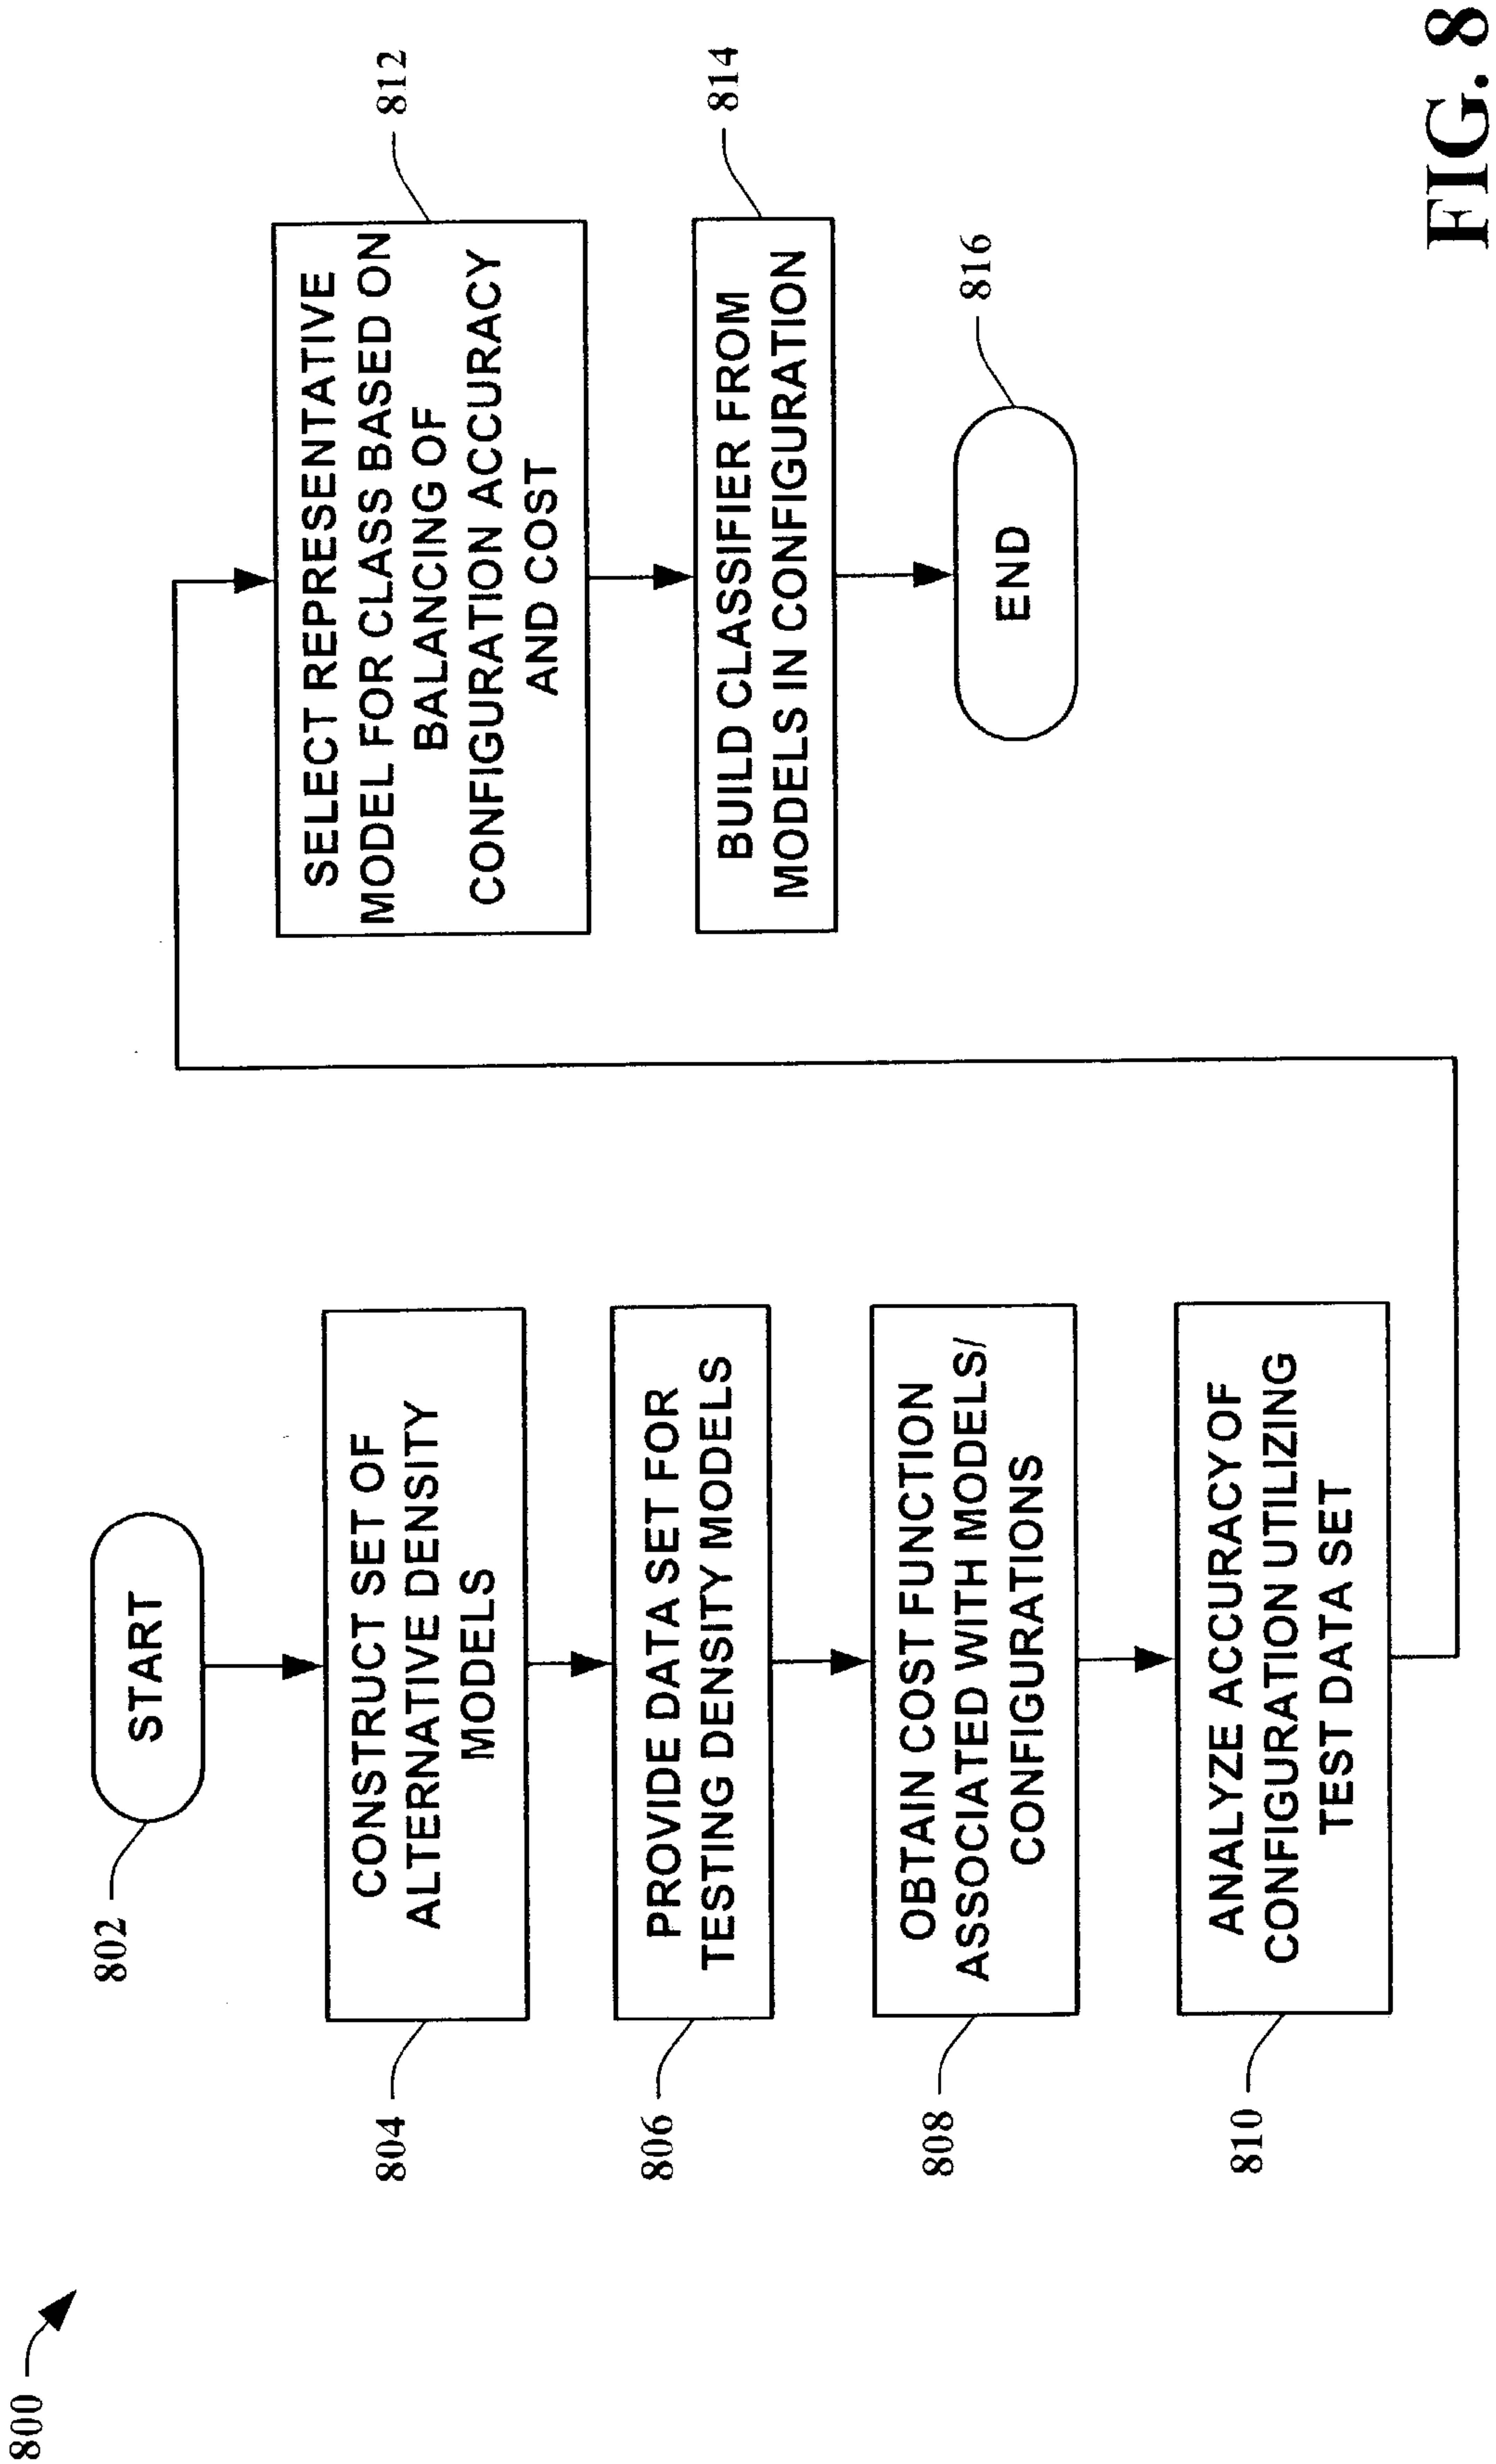 800
START
802
CONSTRUCT SET OF
ALTERNATIVE DENSITY
MODELS
804
PROVIDE DATA SET FOR
TESTING DENSITY MODELS
806
OBTAIN COST FUNCTION
ASSOCIATED WITH MODELS/
CONFIGURATIONS
808
ANALYZE ACCURACY OF
CONFIGURATION UTILIZING
TEST DATA SET
810
SELECT REPRESENTATIVE
MODEL FOR CLASS BASED ON
BALANCING OF
CONFIGURATION ACCURACY
AND COST
812
BUILD CLASSIFIER FROM
MODELS IN CONFIGURATION
814
END
816
FIG. 8